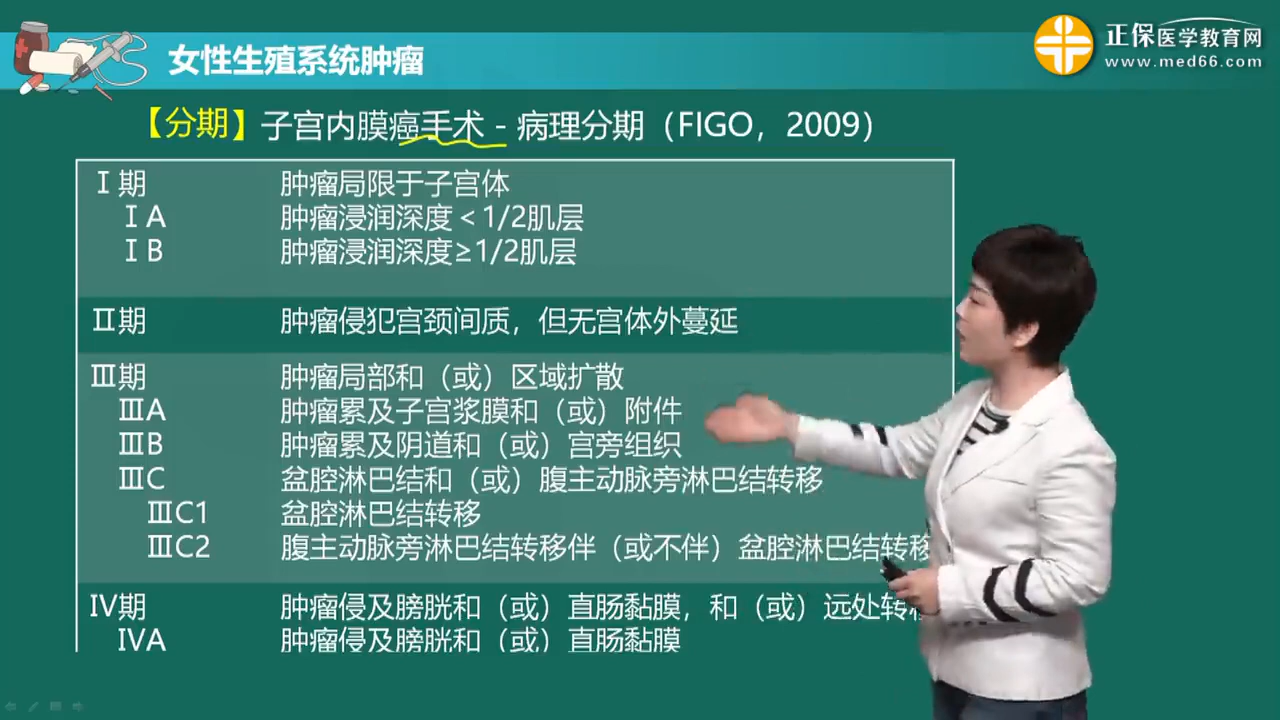 女性生殖系统肿瘤
正保医学教育网
www.med66.com
【分期】子宫内膜癌手术-病理分期（FIGO，2009）
Ⅰ期 肿瘤局限于子宫体
ⅠA 肿瘤浸润深度＜1/2肌层
ⅠB 肿瘤浸润深度≥1/2肌层
Ⅱ期 肿瘤侵犯宫颈间质，但无宫体外蔓延
Ⅲ期 肿瘤局部和（或）区域扩散
ⅢA 肿瘤累及子宫浆膜和（或）附件
ⅢB 肿瘤累及阴道和（或）宫旁组织
ⅢC 盆腔淋巴结和（或）腹主动脉旁淋巴结转移
ⅢC1 盆腔淋巴结转移
ⅢC2 腹主动脉旁淋巴结转移伴（或不伴）盆腔淋巴结转移
Ⅳ期 肿瘤侵及膀胱和（或）直肠黏膜，和（或）远处转移
ⅣA 肿瘤侵及膀胱和（或）直肠黏膜